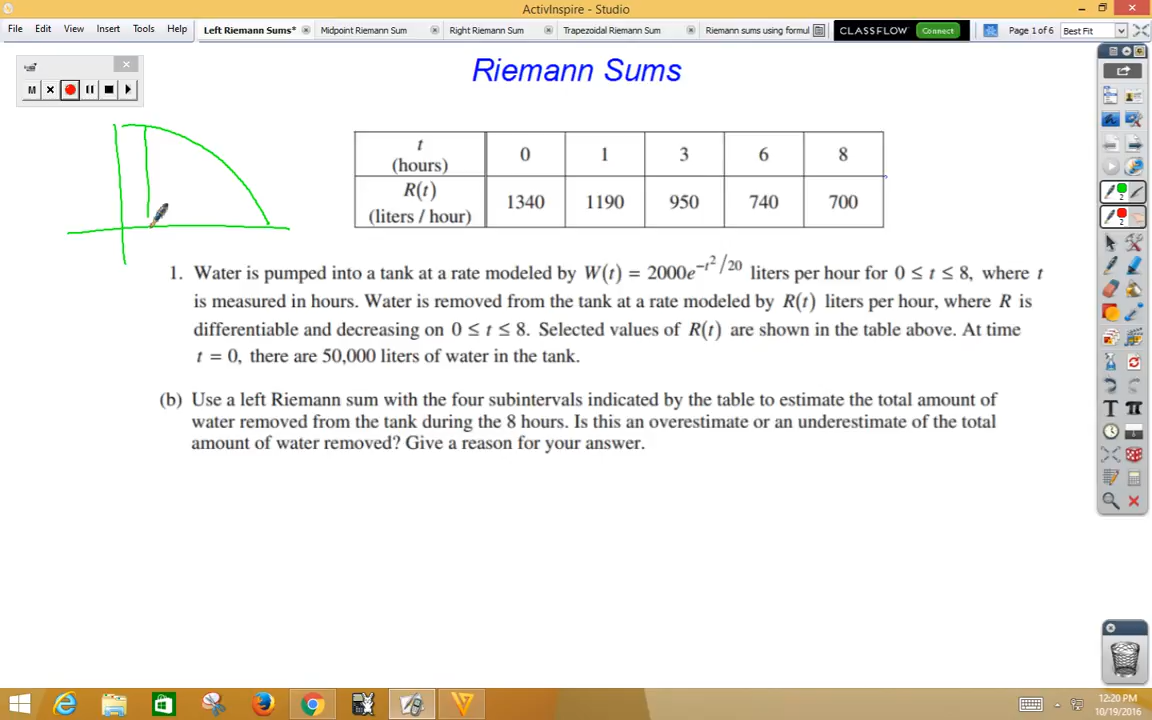 ActivInspire - Studio
File Edit View Insert Tools Help
Left Riemann Sums* Midpoint Riemann Sum Right Riemann Sum Trapezoidal Riemann Sum Riemann sums using formul
CLASSFLOW Connect
Page 1 of 6 Best Fit
M
Riemann Sums
t (hours) 0 1 3 6 8
R(t) (liters / hour) 1340 1190 950 740 700
1. Water is pumped into a tank at a rate modeled by W(t) = 2000e^{-t²/20} liters per hour for 0 ≤ t ≤ 8, where t
is measured in hours. Water is removed from the tank at a rate modeled by R(t) liters per hour, where R is
differentiable and decreasing on 0 ≤ t ≤ 8. Selected values of R(t) are shown in the table above. At time
t = 0, there are 50,000 liters of water in the tank.
(b) Use a left Riemann sum with the four subintervals indicated by the table to estimate the total amount of
water removed from the tank during the 8 hours. Is this an overestimate or an underestimate of the total
amount of water removed? Give a reason for your answer.
2
2
T
12:20 PM
10/19/2016